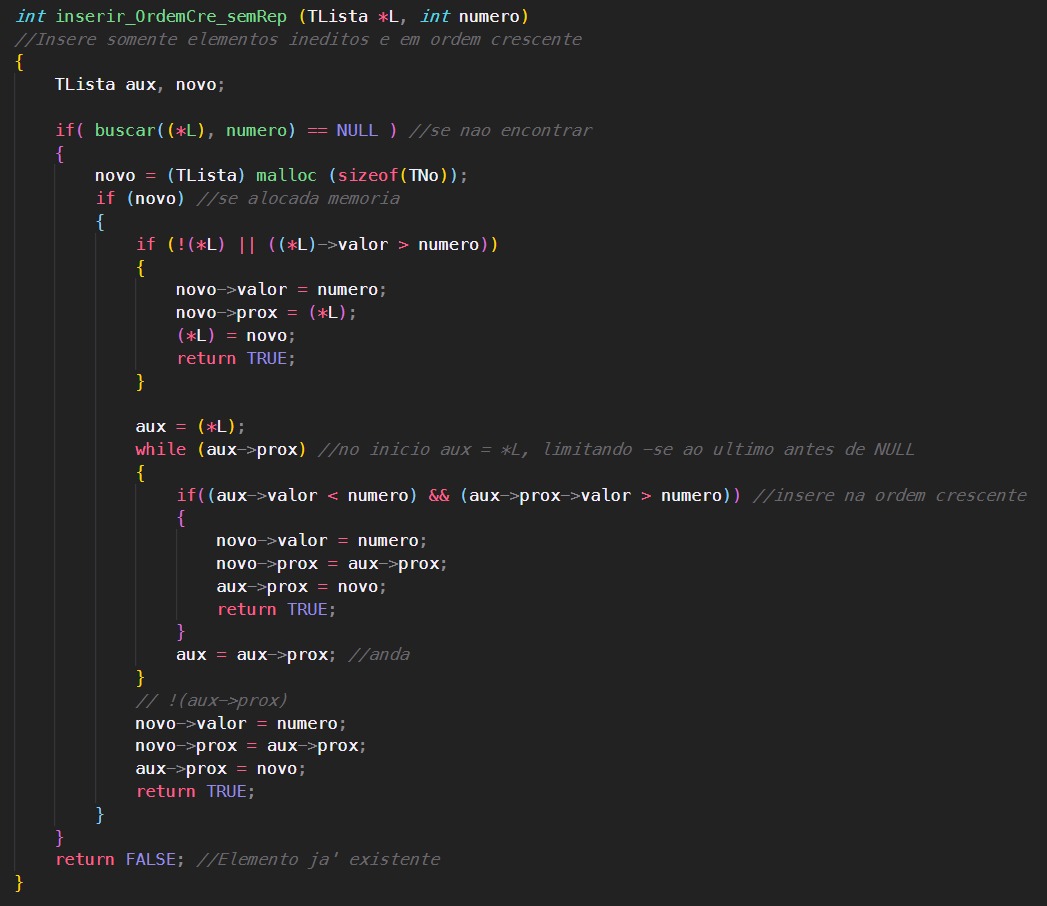 int inserir_OrdemCre_semRep (TLista *L, int numero)
//Insere somente elementos ineditos e em ordem crescente
{
    TLista aux, novo;

    if( buscar((*L), numero) == NULL ) //se nao encontrar
    {
        novo = (TLista) malloc (sizeof(TNo));
        if (novo) //se alocada memoria
        {
            if (!(*L) || ((*L)->valor > numero))
            {
                novo->valor = numero;
                novo->prox = (*L);
                (*L) = novo;
                return TRUE;
            }

            aux = (*L);
            while (aux->prox) //no inicio aux = *L, limitando -se ao ultimo antes de NULL
            {
                if((aux->valor < numero) && (aux->prox->valor > numero)) //insere na ordem crescente
                {
                    novo->valor = numero;
                    novo->prox = aux->prox;
                    aux->prox = novo;
                    return TRUE;
                }
                aux = aux->prox; //anda
            }
            // !(aux->prox)
            novo->valor = numero;
            novo->prox = aux->prox;
            aux->prox = novo;
            return TRUE;
        }
    }
    return FALSE; //Elemento ja' existente
}